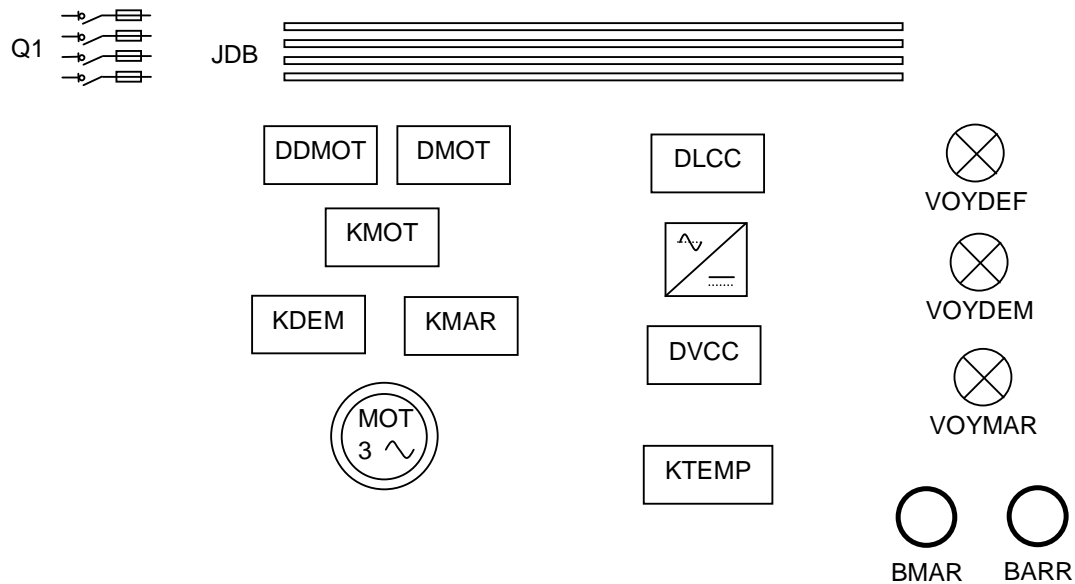 Q1
JDB
DDMOT
DMOT
DLCC
VOYDEF
KMOT
VOYDEM
KDEM
KMAR
DVCC
VOYMAR
MOT
3
KTEMP
BMAR
BARR